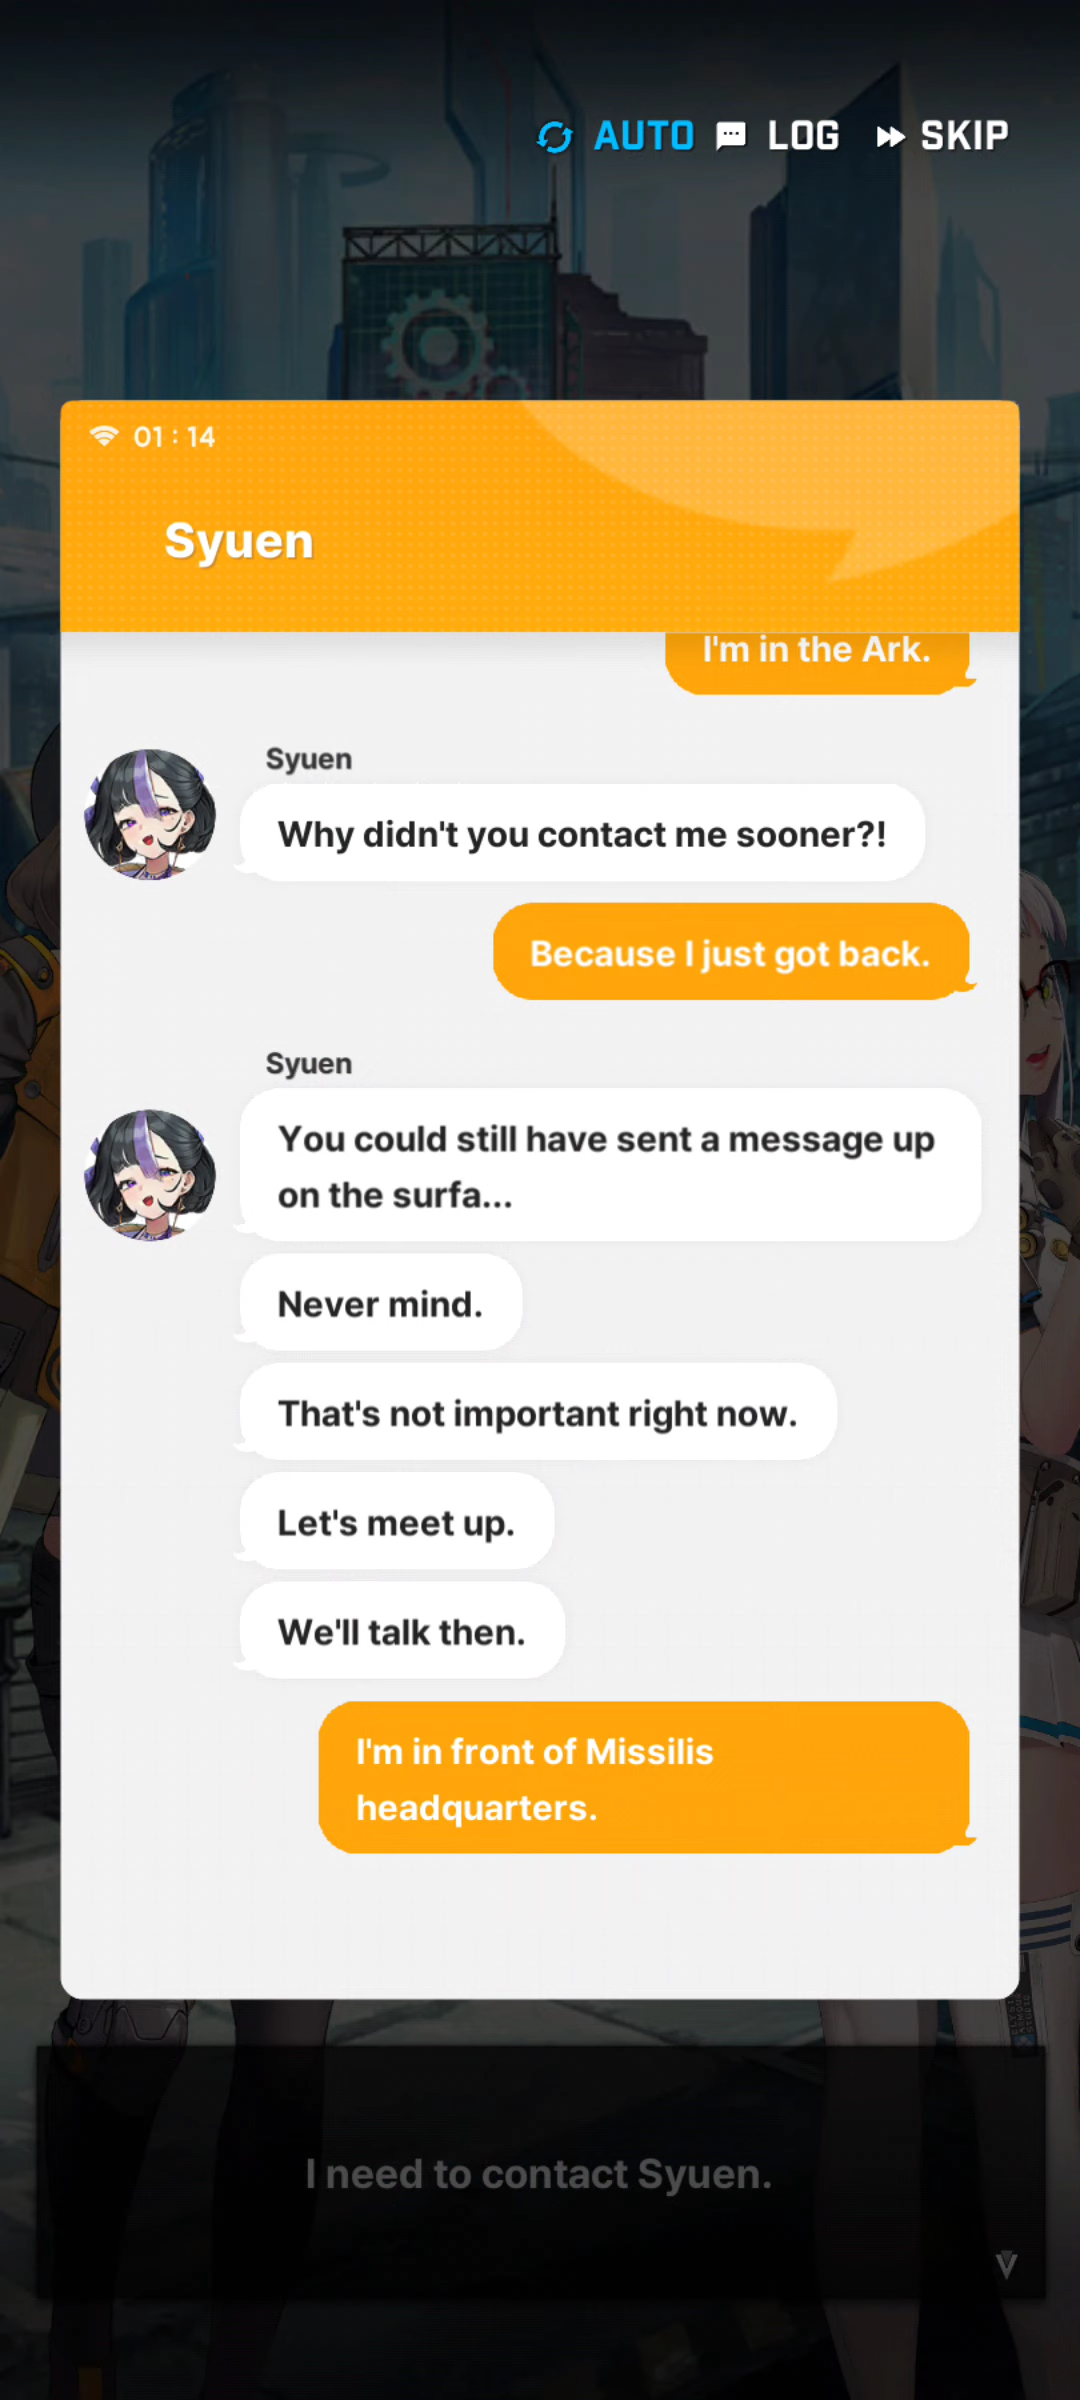 AUTO LOG SKIP
01 : 14
Syuen
I'm in the Ark.
Syuen
Why didn't you contact me sooner?!
Because I just got back.
Syuen
You could still have sent a message up
on the surfa...
Never mind.
That's not important right now.
Let's meet up.
We'll talk then.
I'm in front of Missilis
headquarters.
I need to contact Syuen.